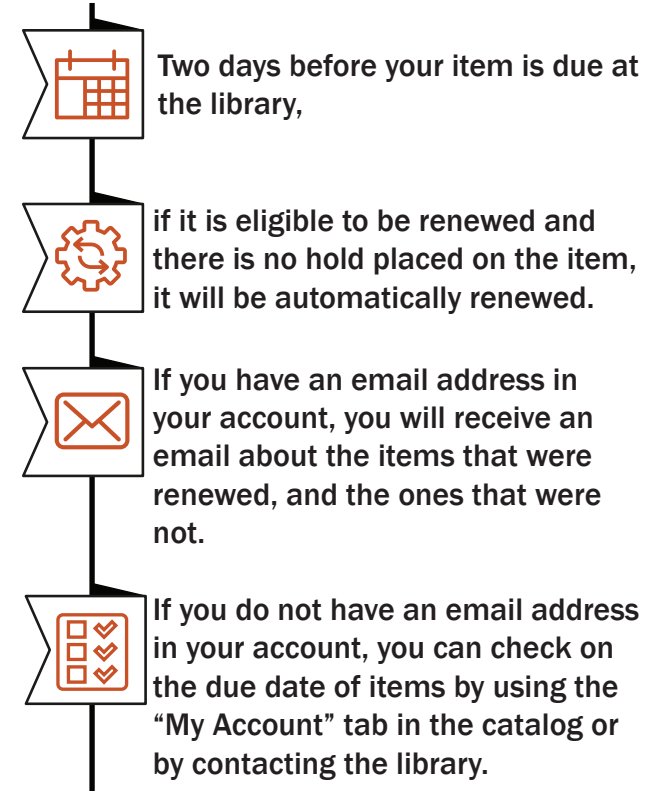 Two days before your item is due at
the library,
if it is eligible to be renewed and
there is no hold placed on the item,
it will be automatically renewed.
If you have an email address in
your account, you will receive an
email about the items that were
renewed, and the ones that were
not.
If you do not have an email address
in your account, you can check on
the due date of items by using the
“My Account” tab in the catalog or
by contacting the library.